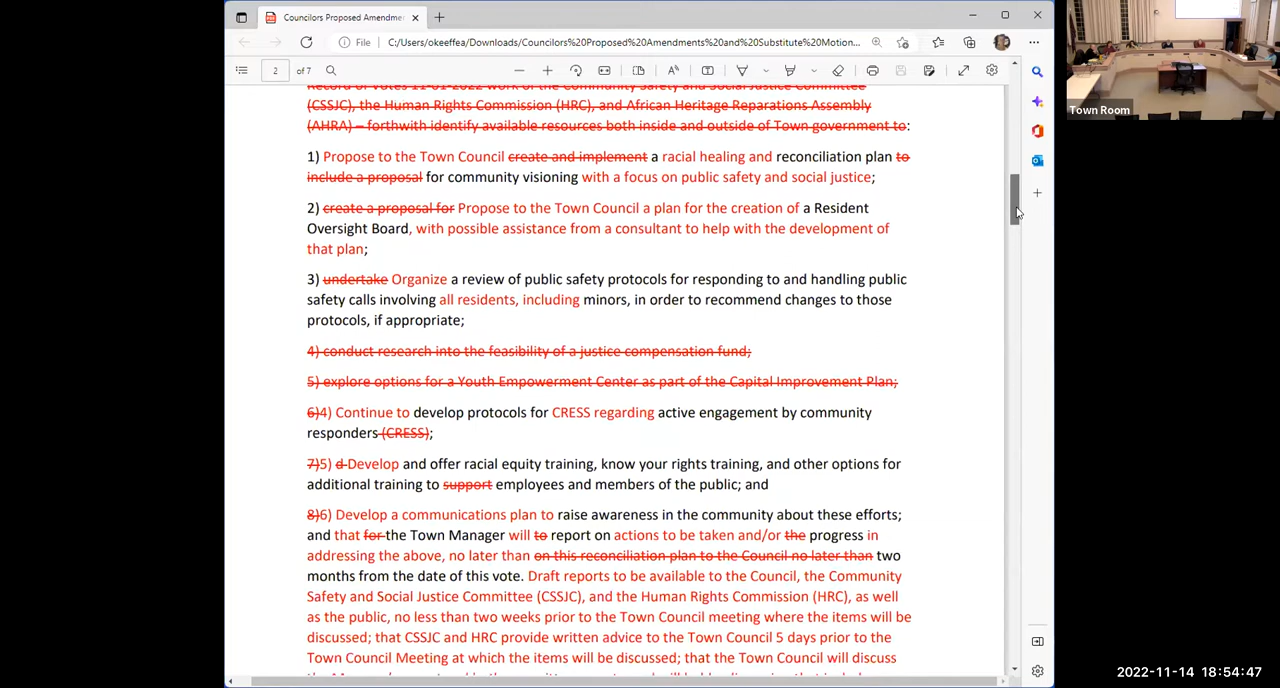 Councilors Proposed Amendme
File
C:/Users/okeeffea/Downloads/Councilors%20Proposed%20Amendments%20and%20Substitute%20Motion...
2 of 7
Record of Votes 11-01-2022 work of the Community Safety and Social Justice Committee
(CSSJC), the Human Rights Commission (HRC), and African Heritage Reparations Assembly
(AHRA) – forthwith identify available resources both inside and outside of Town government to:
1) Propose to the Town Council create and implement a racial healing and reconciliation plan to
include a proposal for community visioning with a focus on public safety and social justice;
2) create a proposal for Propose to the Town Council a plan for the creation of a Resident
Oversight Board, with possible assistance from a consultant to help with the development of
that plan;
3) undertake Organize a review of public safety protocols for responding to and handling public
safety calls involving all residents, including minors, in order to recommend changes to those
protocols, if appropriate;
4) conduct research into the feasibility of a justice compensation fund;
5) explore options for a Youth Empowerment Center as part of the Capital Improvement Plan;
6)4) Continue to develop protocols for CRESS regarding active engagement by community
responders (CRESS);
7)5) d Develop and offer racial equity training, know your rights training, and other options for
additional training to support employees and members of the public; and
8)6) Develop a communications plan to raise awareness in the community about these efforts;
and that for the Town Manager will to report on actions to be taken and/or the progress in
addressing the above, no later than on this reconciliation plan to the Council no later than two
months from the date of this vote. Draft reports to be available to the Council, the Community
Safety and Social Justice Committee (CSSJC), and the Human Rights Commission (HRC), as well
as the public, no less than two weeks prior to the Town Council meeting where the items will be
discussed; that CSSJC and HRC provide written advice to the Town Council 5 days prior to the
Town Council Meeting at which the items will be discussed; that the Town Council will discuss
Town Room
2022-11-14 18:54:47